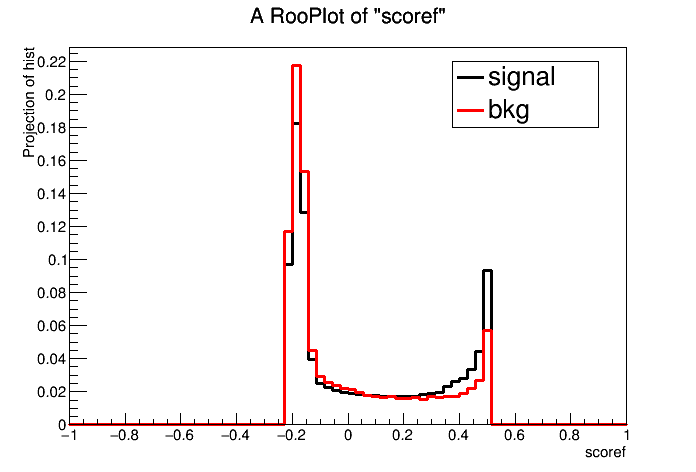 A RooPlot of "scoref"
Projection of hist
signal
bkg
0.22
0.2
0.18
0.16
0.14
0.12
0.1
0.08
0.06
0.04
0.02
0
−1 −0.8 −0.6 −0.4 −0.2 0 0.2 0.4 0.6 0.8 1
scoref